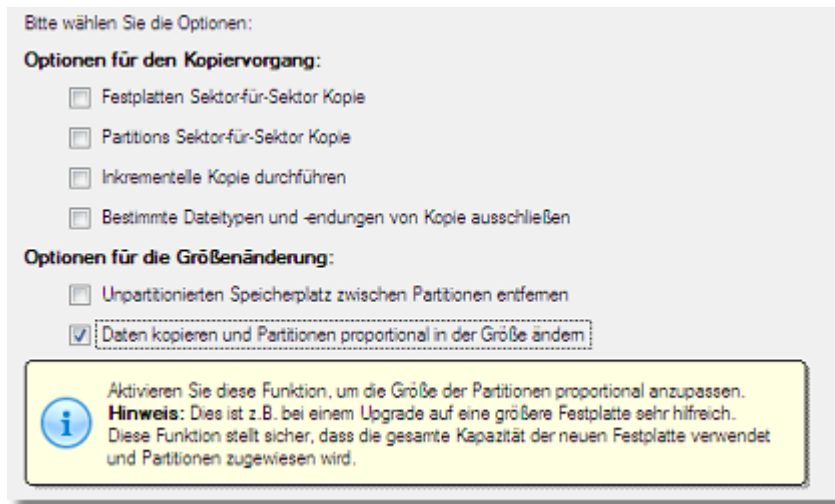 Bitte wählen Sie die Optionen:
Optionen für den Kopiervorgang:
Festplatten Sektor-für-Sektor Kopie
Partitions Sektor-für-Sektor Kopie
Inkrementelle Kopie durchführen
Bestimmte Dateitypen und -endungen von Kopie ausschließen
Optionen für die Größenänderung:
Unpartitionierten Speicherplatz zwischen Partitionen entfernen
Daten kopieren und Partitionen proportional in der Größe ändern
Aktivieren Sie diese Funktion, um die Größe der Partitionen proportional anzupassen.
Hinweis: Dies ist z.B. bei einem Upgrade auf eine größere Festplatte sehr hilfreich.
Diese Funktion stellt sicher, dass die gesamte Kapazität der neuen Festplatte verwendet
und Partitionen zugewiesen wird.